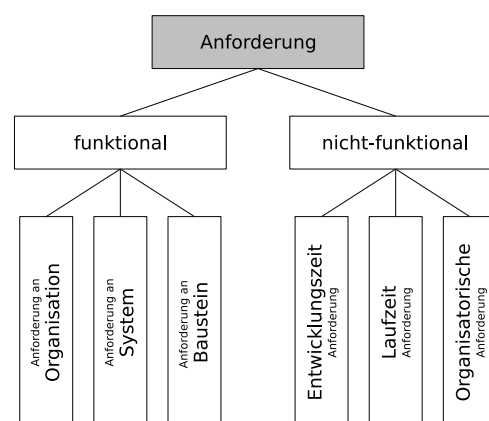 Anforderung
funktional
nicht-funktional
Anforderung an
Organisation
Anforderung an
System
Anforderung an
Baustein
Entwicklungszeit
Anforderung
Laufzeit
Anforderung
Organisatorische
Anforderung